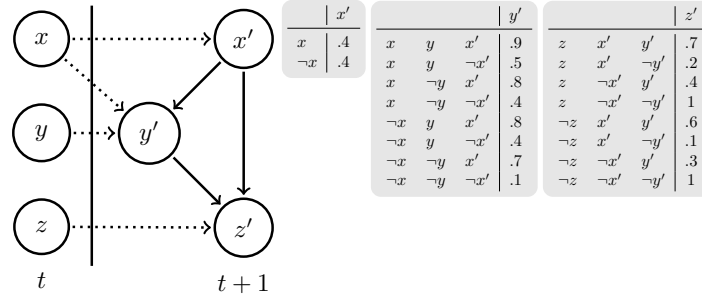 x x′
y y′
z z′
t t + 1
x′
x .4
¬x .4
y′
x y x′ .9
x y ¬x′ .5
x ¬y x′ .8
x ¬y ¬x′ .4
¬x y x′ .8
¬x y ¬x′ .4
¬x ¬y x′ .7
¬x ¬y ¬x′ .1
z′
z x′ y′ .7
z x′ ¬y′ .2
z ¬x′ y′ .4
z ¬x′ ¬y′ 1
¬z x′ y′ .6
¬z x′ ¬y′ .1
¬z ¬x′ y′ .3
¬z ¬x′ ¬y′ 1